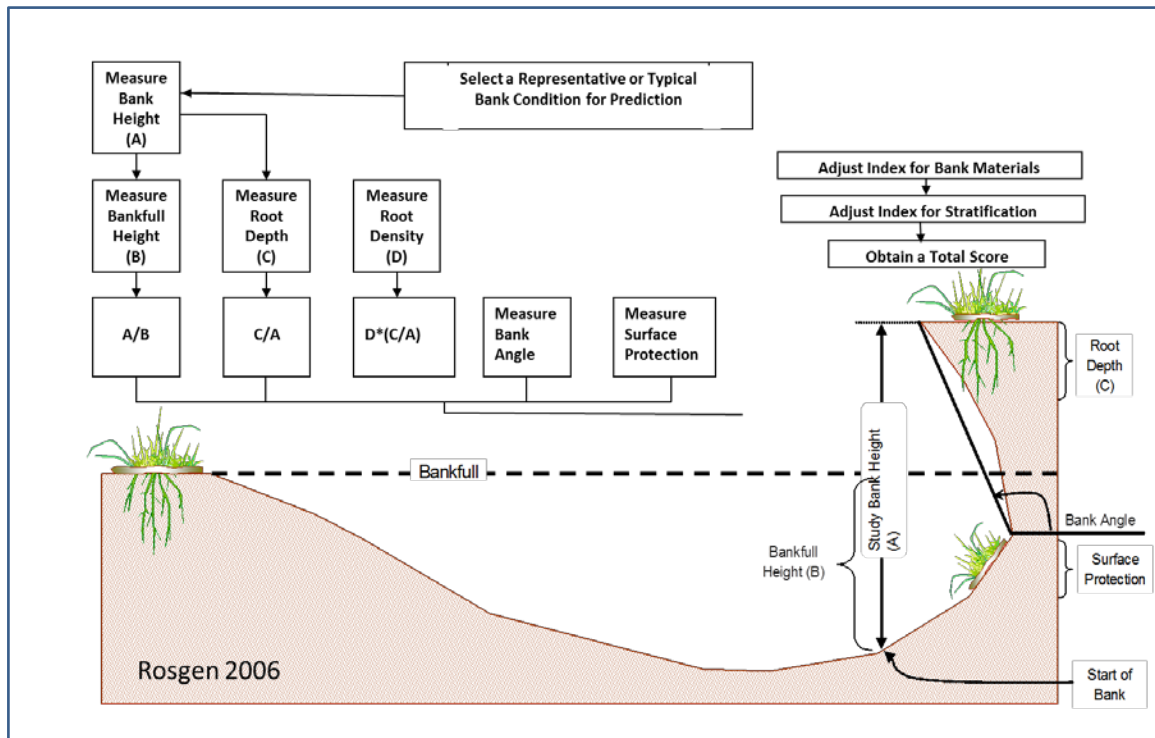 Measure
Bank
Height
(A)
Select a Representative or Typical
Bank Condition for Prediction
Measure
Bankfull
Height
(B)
Measure
Root
Depth
(C)
Measure
Root
Density
(D)
A/B
C/A
D*(C/A)
Measure
Bank
Angle
Measure
Surface
Protection
Adjust Index for Bank Materials
Adjust Index for Stratification
Obtain a Total Score
Root
Depth
(C)
Bankfull
Study Bank Height
(A)
Bankfull
Height (B)
Bank Angle
Surface
Protection
Start of
Bank
Rosgen 2006